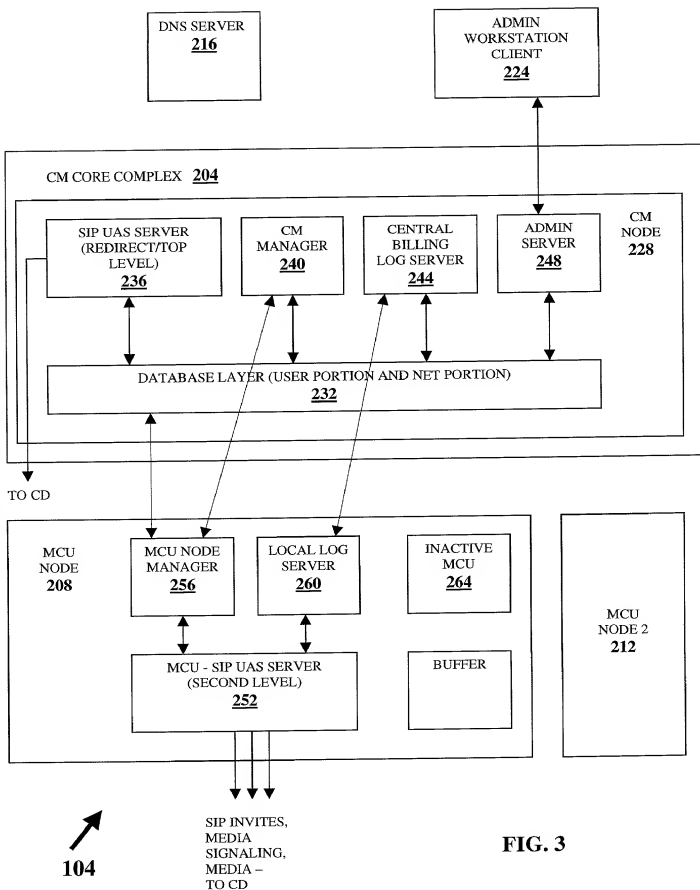 DNS SERVER
216
ADMIN
WORKSTATION
CLIENT
224
CM CORE COMPLEX 204
SIP UAS SERVER
(REDIRECT/TOP
LEVEL)
236
CM
MANAGER
240
CENTRAL
BILLING
LOG SERVER
244
ADMIN
SERVER
248
CM
NODE
228
DATABASE LAYER (USER PORTION AND NET PORTION)
232
TO CD
MCU
NODE
208
MCU NODE
MANAGER
256
LOCAL LOG
SERVER
260
INACTIVE
MCU
264
MCU
NODE 2
212
MCU - SIP UAS SERVER
(SECOND LEVEL)
252
BUFFER
SIP INVITES,
MEDIA
SIGNALING,
MEDIA –
TO CD
104
FIG. 3